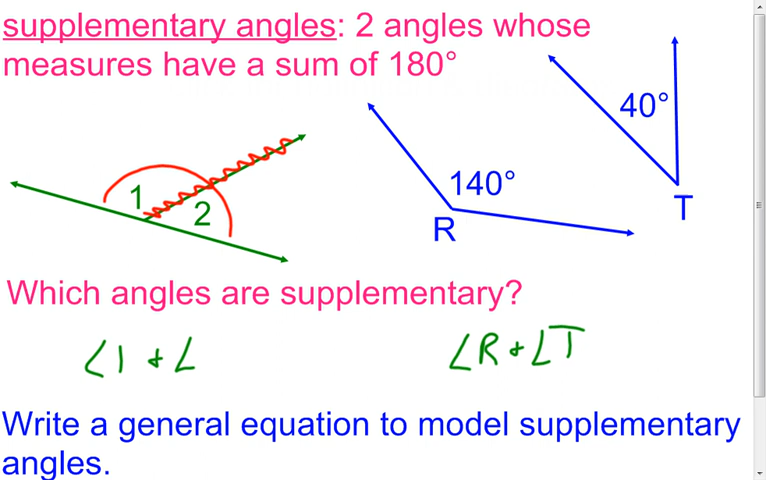 supplementary angles: 2 angles whose
measures have a sum of 180°
40°
140°
1
2
R
T
Which angles are supplementary?
∠1 + ∠
∠R + ∠T
Write a general equation to model supplementary
angles.